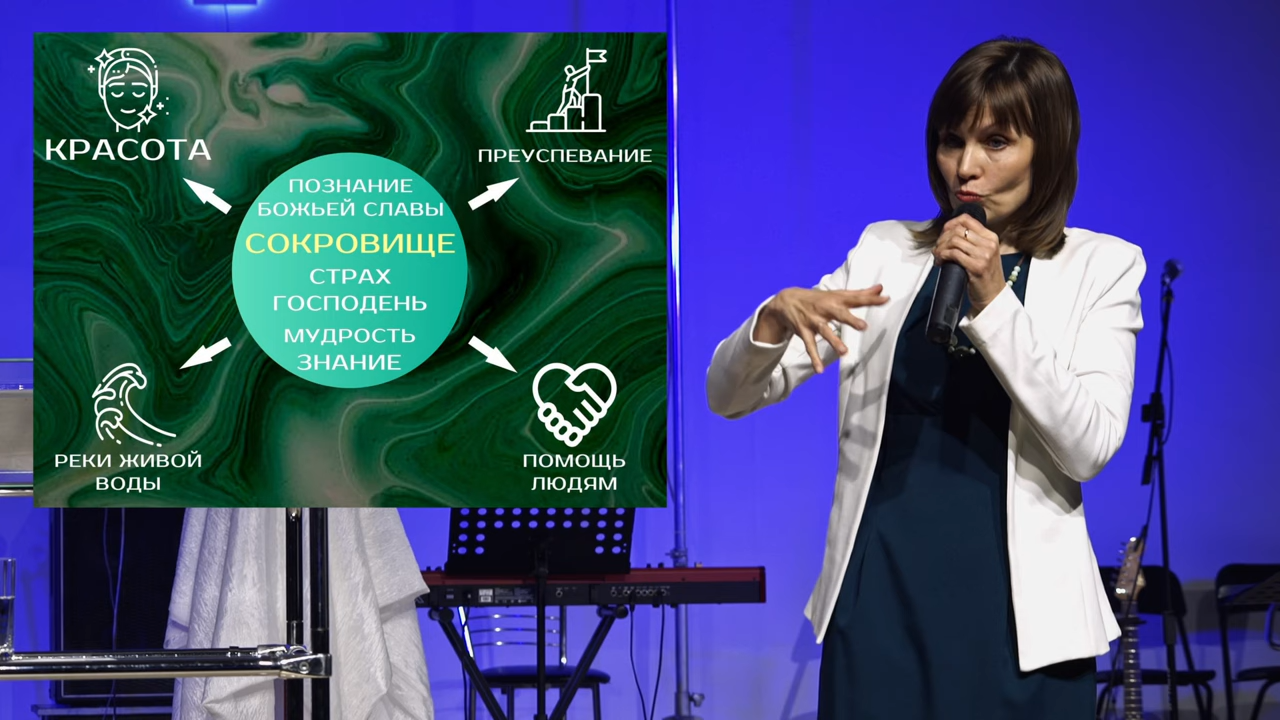 КРАСОТА
ПРЕУСПЕВАНИЕ
ПОЗНАНИЕ
БОЖЬЕЙ СЛАВЫ
СОКРОВИЩЕ
СТРАХ
ГОСПОДЕНЬ
МУДРОСТЬ
ЗНАНИЕ
РЕКИ ЖИВОЙ
ВОДЫ
ПОМОЩЬ
ЛЮДЯМ